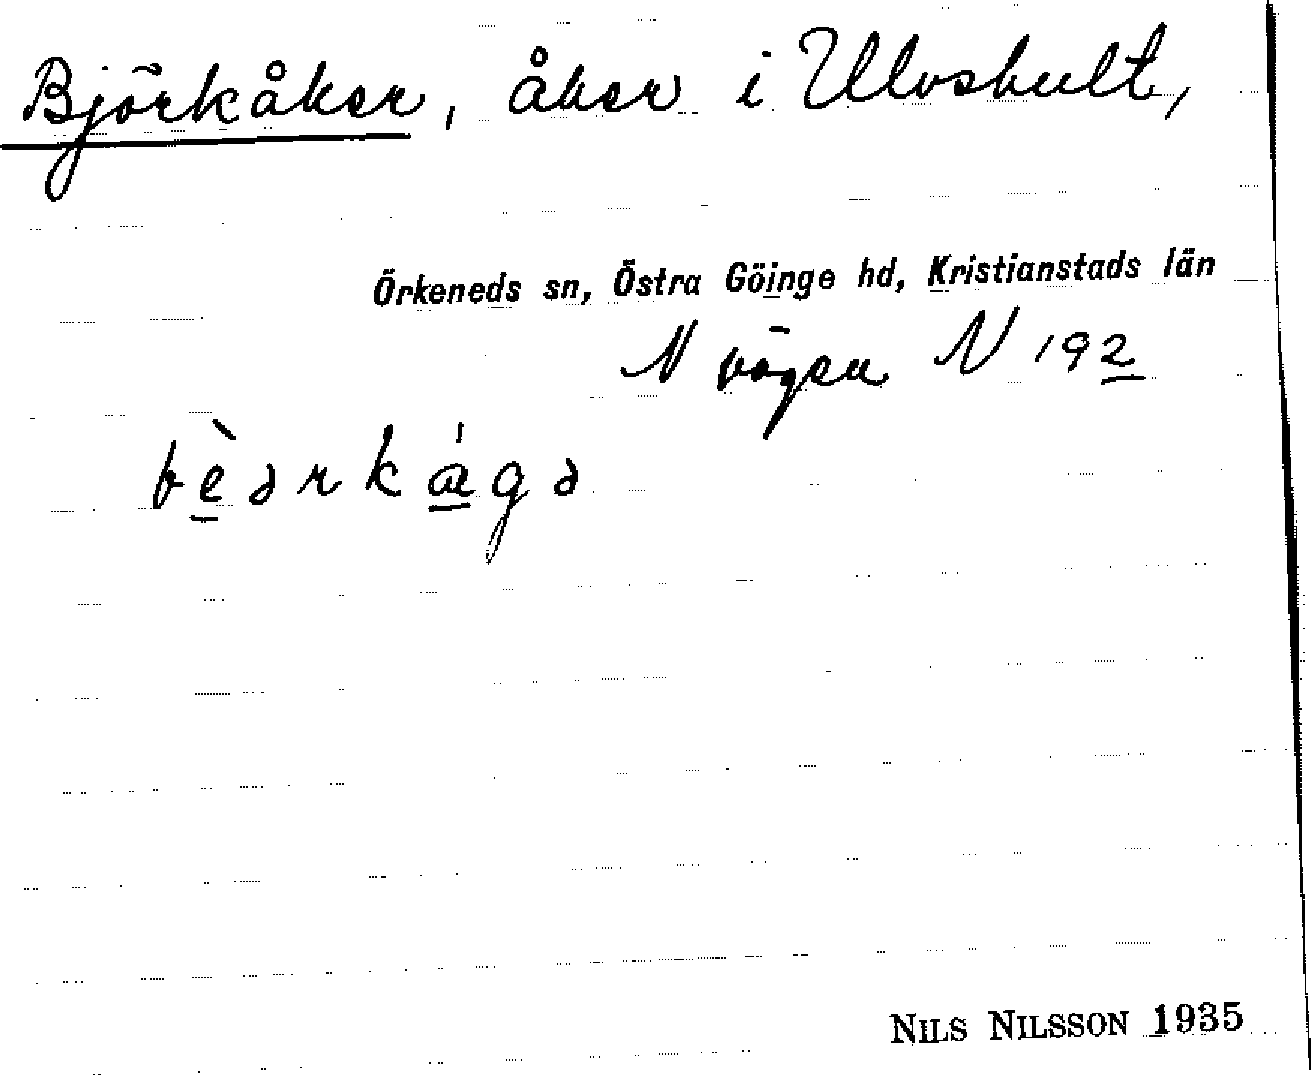 Björkåker, åker i Ulvshult,
Örkeneds sn, Östra Göinge hd, Kristianstads län
N vägen N 192
NILS NILSSON 1935